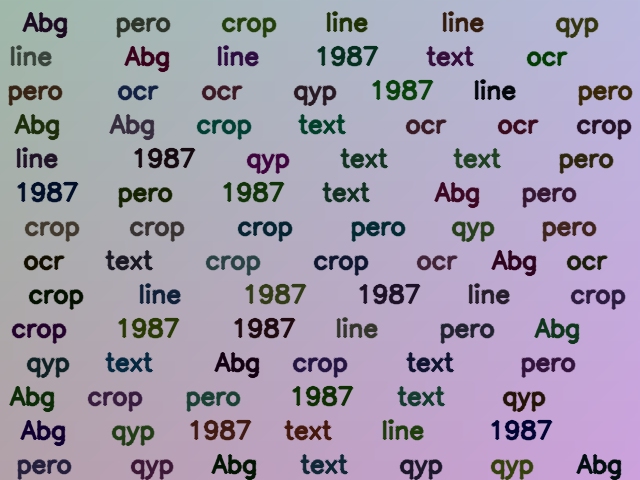 Abg pero crop line line qyp
line Abg line 1987 text ocr
pero ocr ocr qyp 1987 line pero
Abg Abg crop text ocr ocr crop
line 1987 qyp text text pero
1987 pero 1987 text Abg pero
crop crop crop pero qyp pero
ocr text crop crop ocr Abg ocr
crop line 1987 1987 line crop
crop 1987 1987 line pero Abg
qyp text Abg crop text pero
Abg crop pero 1987 text qyp
Abg qyp 1987 text line 1987
pero qyp Abg text qyp qyp Abg